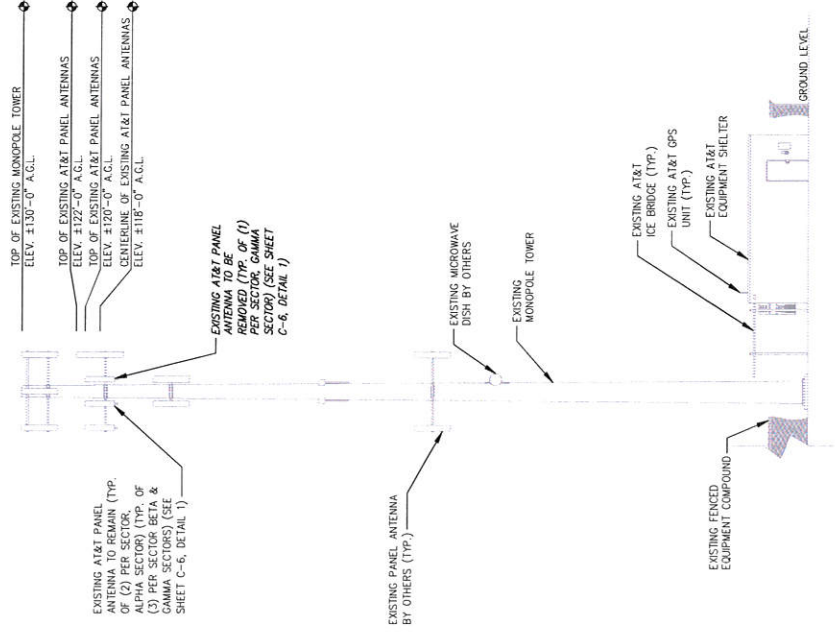 TOP OF EXISTING MONOPOLE TOWER
ELEV. ±130'-0" A.G.L.
TOP OF EXISTING AT&T PANEL ANTENNAS
ELEV. ±122'-0" A.G.L.
TOP OF EXISTING AT&T PANEL ANTENNAS
ELEV. ±120'-0" A.G.L.
CENTERLINE OF EXISTING AT&T PANEL ANTENNAS
ELEV. ±118'-0" A.G.L.
EXISTING AT&T PANEL
ANTENNA TO BE
REMOVED (TYP. OF (1)
PER SECTOR, GAMMA
SECTOR) (SEE SHEET
C-6, DETAIL 1)
EXISTING AT&T PANEL
ANTENNA TO REMAIN (TYP.
OF (2) PER SECTOR,
ALPHA SECTOR) (TYP. OF
(3) PER SECTOR BETA &
GAMMA SECTORS) (SEE
SHEET C-6, DETAIL 1)
EXISTING MICROWAVE
DISH BY OTHERS
EXISTING
MONOPOLE TOWER
EXISTING PANEL ANTENNA
BY OTHERS (TYP.)
EXISTING AT&T
ICE BRIDGE (TYP.)
EXISTING AT&T GPS
UNIT (TYP.)
EXISTING AT&T
EQUIPMENT SHELTER
GROUND LEVEL
EXISTING FENCED
EQUIPMENT COMPOUND